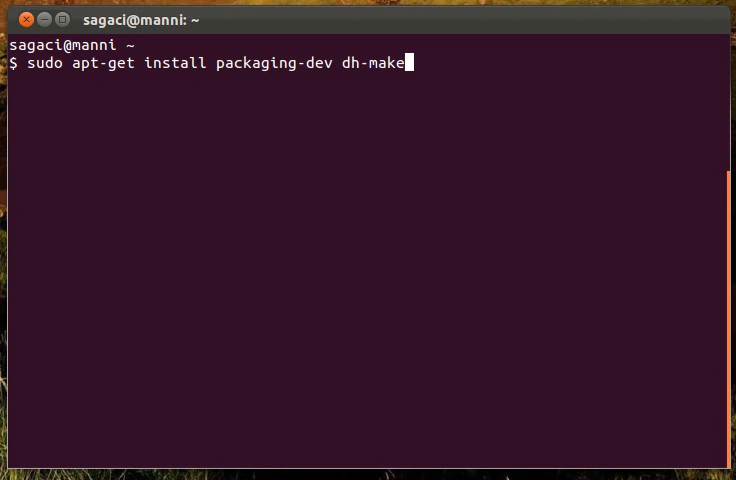 sagaci@manni: ~
sagaci@manni ~
$ sudo apt-get install packaging-dev dh-make